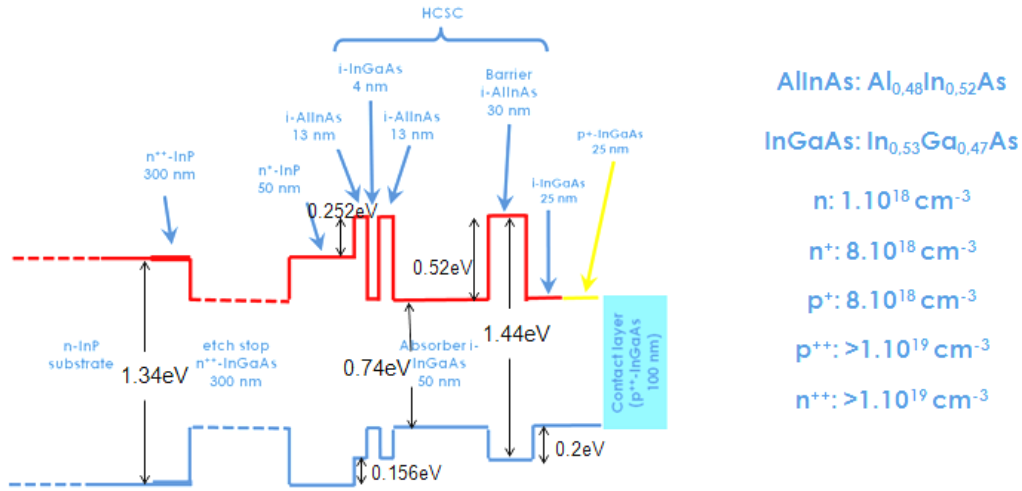 HCSC
i-InGaAs
4 nm
Barrier
i-AlInAs
30 nm
i-AlInAs
13 nm
i-AlInAs
13 nm
p+-InGaAs
25 nm
n⁺⁺-InP
300 nm
n⁺-InP
50 nm
i-InGaAs
25 nm
0.252eV
0.52eV
1.44eV
n-InP
substrate
1.34eV
etch stop
n⁺⁺-InGaAs
300 nm
0.74eV
Absorber i-
InGaAs
50 nm
Contact layer
(p⁺⁺-InGaAs
100 nm)
0.156eV
0.2eV
AlInAs: Al₀,₄₈In₀,₅₂As
InGaAs: In₀,₅₃Ga₀,₄₇As
n: 1.10¹⁸ cm⁻³
n⁺: 8.10¹⁸ cm⁻³
p⁺: 8.10¹⁸ cm⁻³
p⁺⁺: >1.10¹⁹ cm⁻³
n⁺⁺: >1.10¹⁹ cm⁻³